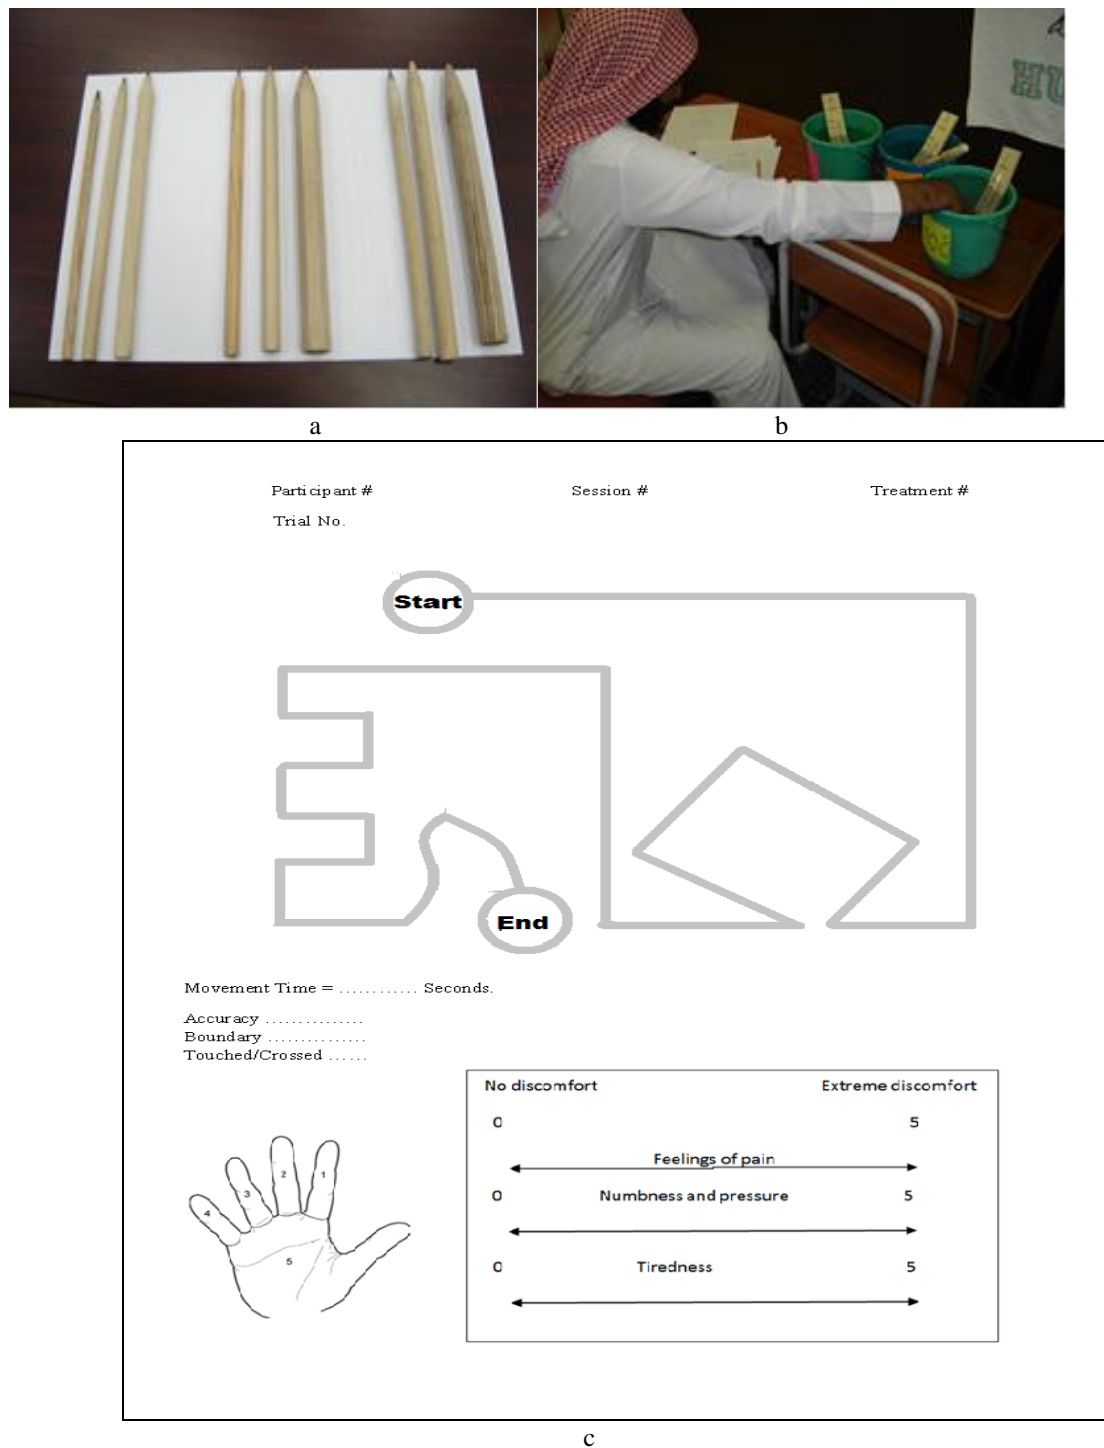 HU
a
b
Participant #
Session #
Treatment #
Trial No.
Start
End
Movement Time = ............ Seconds.
Accuracy ...............
Boundary ...............
Touched/Crossed ......
No discomfort
Extreme discomfort
0
5
Feelings of pain
0
Numbness and pressure
5
0
Tiredness
5
4
3
2
1
5
c